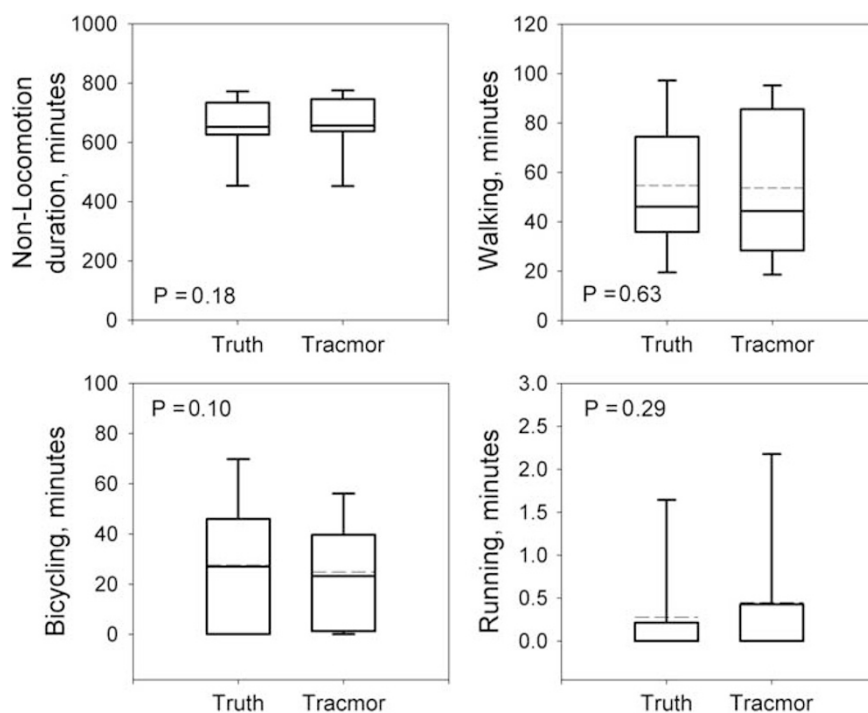 Non-Locomotion
duration, minutes
1000
800
600
400
200
0
P = 0.18
Truth Tracmor
Walking, minutes
120
100
80
60
40
20
0
P = 0.63
Truth Tracmor
Bicycling, minutes
100
80
60
40
20
0
P = 0.10
Truth Tracmor
Running, minutes
3.0
2.5
2.0
1.5
1.0
0.5
0.0
P = 0.29
Truth Tracmor